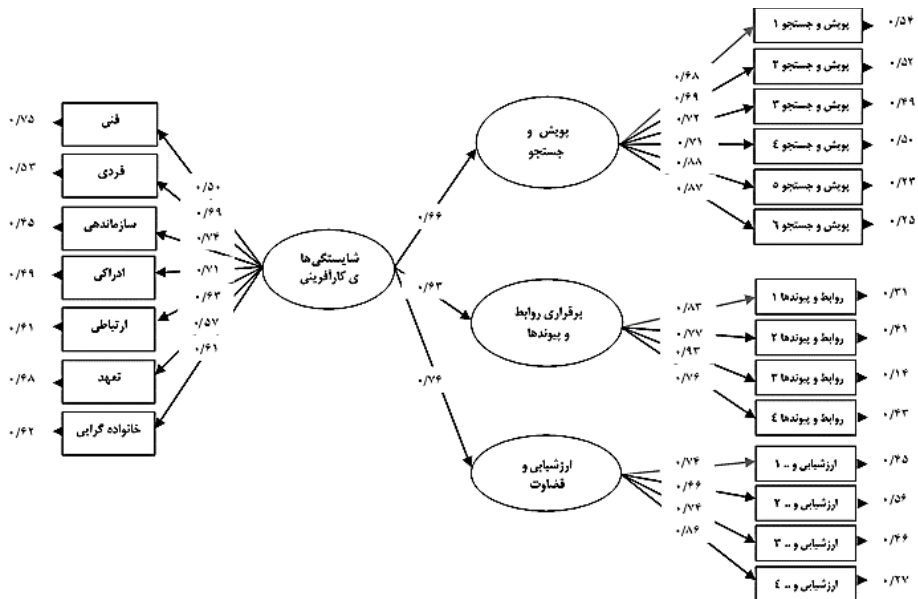 ۰/۵۴
پویش و جستجو ۱
۰/۶۸
۰/۵۲
پویش و جستجو ۲
۰/۶۹
۰/۴۹
پویش و جستجو ۳
۰/۷۲
۰/۵۰
پویش و جستجو ٤
۰/۷۱
۰/۲۳
پویش و جستجو ٥
۰/۸۸
۰/۲۵
پویش و جستجو ٦
۰/۸۷
پویش و
جستجو
۰/۶۶
۰/۳۱
روابط و پیوندها ۱
۰/۸۳
۰/۴۱
روابط و پیوندها ۲
۰/۷۷
۰/۱۴
روابط و پیوندها ۳
۰/۹۳
۰/۴۳
روابط و پیوندها ٤
۰/۷۶
برقراری روابط
و پیوندها
۰/۶۳
۰/۴۵
ارزشیابی و .. ۱
۰/۷۴
۰/۵۶
ارزشیابی و .. ۲
۰/۶۶
۰/۴۶
ارزشیابی و .. ۳
۰/۷۴
۰/۲۷
ارزشیابی و .. ٤
۰/۸۶
ارزشیابی و
قضاوت
۰/۷۴
شایستگی‌ها
ی کارآفرینی
۰/۵۰
فنی
۰/۷۵
۰/۶۹
فردی
۰/۵۳
۰/۷۴
سازماندهی
۰/۴۵
۰/۷۱
ادراکی
۰/۴۹
۰/۶۳
ارتباطی
۰/۶۱
۰/۵۷
تعهد
۰/۶۸
۰/۶۱
خانواده گرایی
۰/۶۲